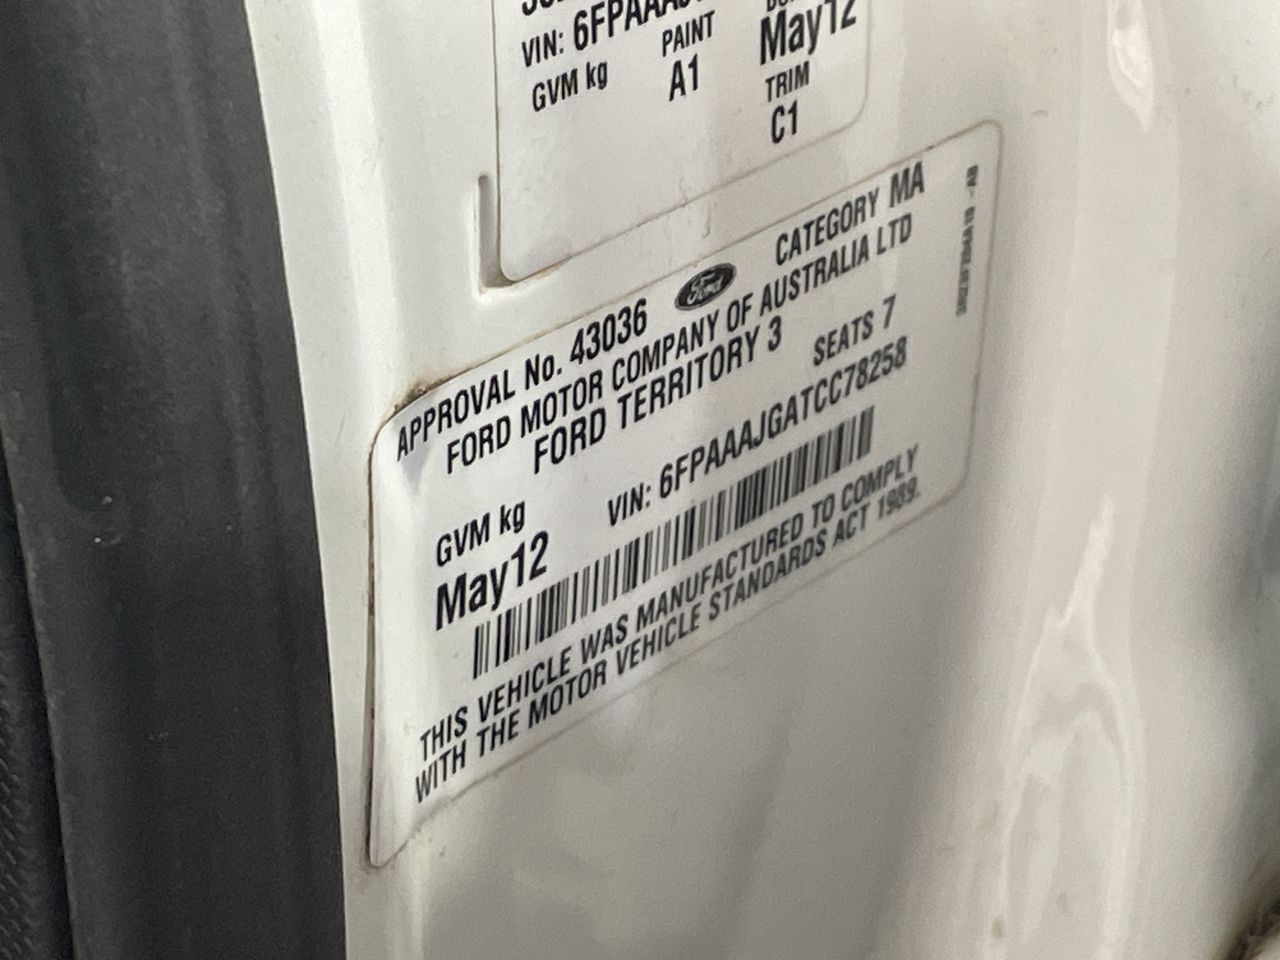 VIN: 6FPAAAJ
GVM kg PAINT May12
A1 TRIM
C1
APPROVAL No. 43036 Ford CATEGORY MA
FORD MOTOR COMPANY OF AUSTRALIA LTD
FORD TERRITORY 3 SEATS 7
GVM kg VIN: 6FPAAAJGATCC78258
May12
THIS VEHICLE WAS MANUFACTURED TO COMPLY
WITH THE MOTOR VEHICLE STANDARDS ACT 1989.